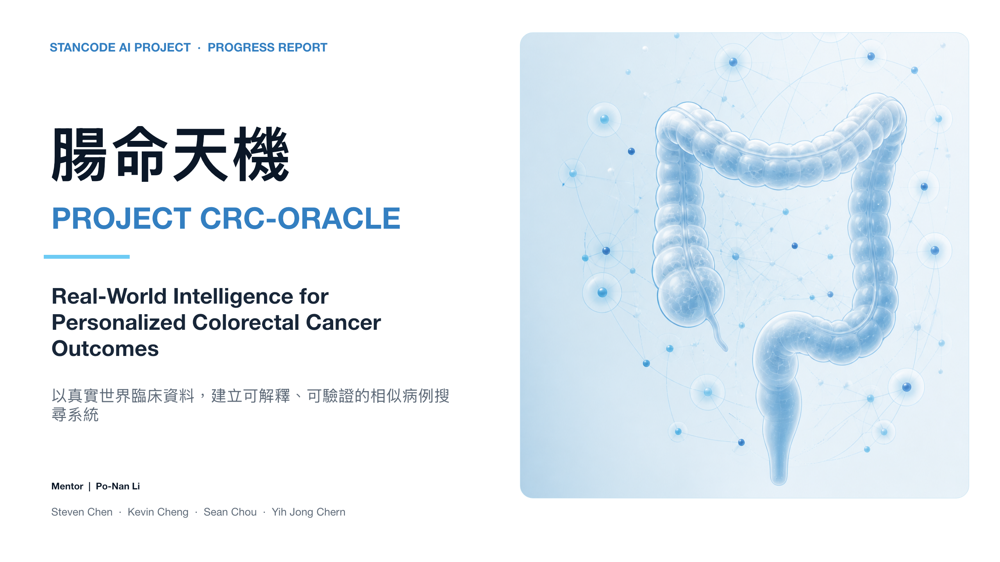 STANCODE AI PROJECT · PROGRESS REPORT
腸命天機
PROJECT CRC-ORACLE
Real-World Intelligence for
Personalized Colorectal Cancer
Outcomes
以真實世界臨床資料，建立可解釋、可驗證的相似病例搜
尋系統
Mentor | Po-Nan Li
Steven Chen · Kevin Cheng · Sean Chou · Yih Jong Chern